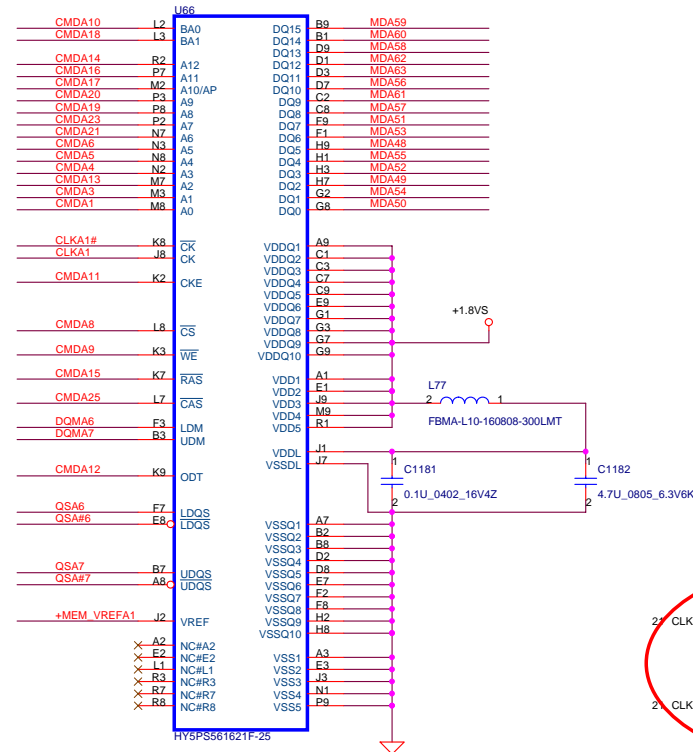 U66
CMDA10 L2 BA0 DQ15 B9 MDA59
CMDA18 L3 BA1 DQ14 B1 MDA60
DQ13 D9 MDA58
CMDA14 R2 A12 DQ12 D1 MDA62
CMDA16 P7 A11 DQ11 D3 MDA63
CMDA17 M2 A10/AP DQ10 D7 MDA56
CMDA20 P3 A9 DQ9 C2 MDA61
CMDA19 P8 A8 DQ8 C8 MDA57
CMDA23 P2 A7 DQ7 F9 MDA51
CMDA21 N7 A6 DQ6 F1 MDA53
CMDA6 N3 A5 DQ5 H9 MDA48
CMDA5 N8 A4 DQ4 H1 MDA55
CMDA4 N2 A3 DQ3 H3 MDA52
CMDA13 M7 A2 DQ2 H7 MDA49
CMDA3 M3 A1 DQ1 G2 MDA54
CMDA1 M8 A0 DQ0 G8 MDA50
CLKA1# K8 CK VDDQ1 A9
CLKA1 J8 CK VDDQ2 C1
VDDQ3 C3
CMDA11 K2 CKE VDDQ4 C7
VDDQ5 C9
VDDQ6 E9
VDDQ7 G1
+1.8VS
CMDA8 L8 CS VDDQ8 G3
VDDQ9 G7
CMDA9 K3 WE VDDQ10 G9
CMDA15 K7 RAS VDD1 A1
VDD2 E1
L77
CMDA25 L7 CAS VDD3 J9 2 1
VDD4 M9
DQMA6 F3 LDM VDD5 R1 FBMA-L10-160808-300LMT
DQMA7 B3 UDM
VDDL J1
VSSDL J7 1 1
CMDA12 K9 ODT C1181 C1182
0.1U_0402_16V4Z 4.7U_0805_6.3V6K
2 2
QSA6 F7 LDQS
QSA#6 E8 LDQS VSSQ1 A7
VSSQ2 B2
VSSQ3 B8
VSSQ4 D2
QSA7 B7 UDQS VSSQ5 D8
QSA#7 A8 UDQS VSSQ6 E7
VSSQ7 F2
VSSQ8 F8
+MEM_VREFA1 J2 VREF VSSQ9 H2
VSSQ10 H8
21 CLK
A2 NC#A2
E2 NC#E2 VSS1 A3
L1 NC#L1 VSS2 E3
R3 NC#R3 VSS3 J3
R7 NC#R7 VSS4 N1
R8 NC#R8 VSS5 P9
21 CLK
HY5PS561621F-25